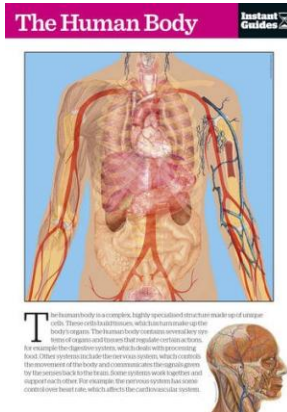 The Human Body
Instant
Guides
The human body is a complex, highly specialised structure made up of unique
cells. These cells build tissues, which in turn make up the
body's organs. The human body contains several key sys-
tems of organs and tissues that regulate certain actions,
for example the digestive system, which deals with processing
food. Other systems include the nervous system, which controls
the movement of the body and communicates the signals given
by the senses back to the brain. Some systems work together and
support each other. For example, the nervous system has some
control over heart rate, which affects the cardiovascular system.